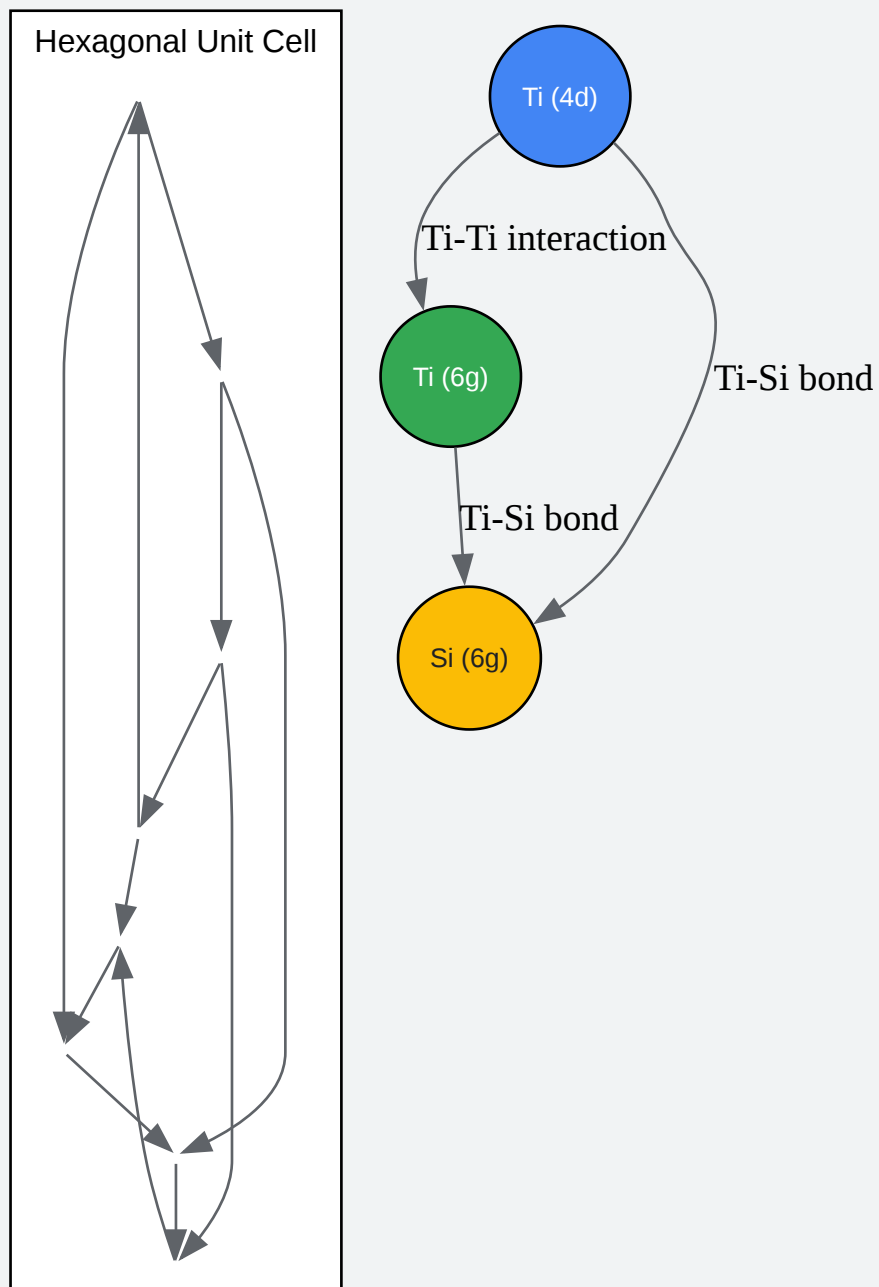 Hexagonal Unit Cell
Ti (4d)
Ti-Ti interaction
Ti (6g)
Ti-Si bond
Ti-Si bond
Si (6g)